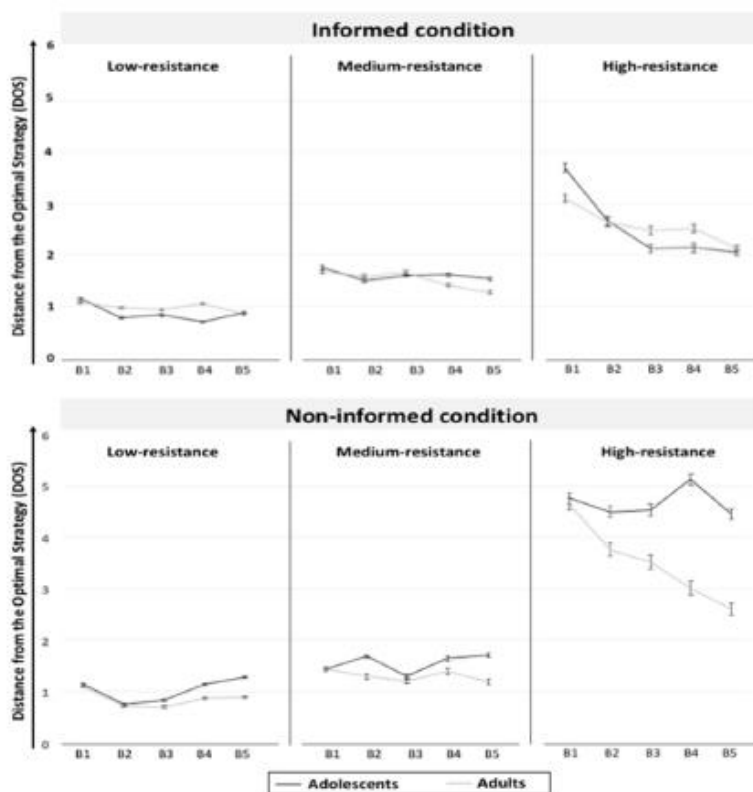 Informed condition
Distance from the Optimal Strategy (DOS)
6
5
4
3
2
1
0
Low-resistance
Medium-resistance
High-resistance
B1 B2 B3 B4 B5
B1 B2 B3 B4 B5
B1 B2 B3 B4 B5
Non-informed condition
Distance from the Optimal Strategy (DOS)
6
5
4
3
2
1
0
Low-resistance
Medium-resistance
High-resistance
B1 B2 B3 B4 B5
B1 B2 B3 B4 B5
B1 B2 B3 B4 B5
Adolescents Adults